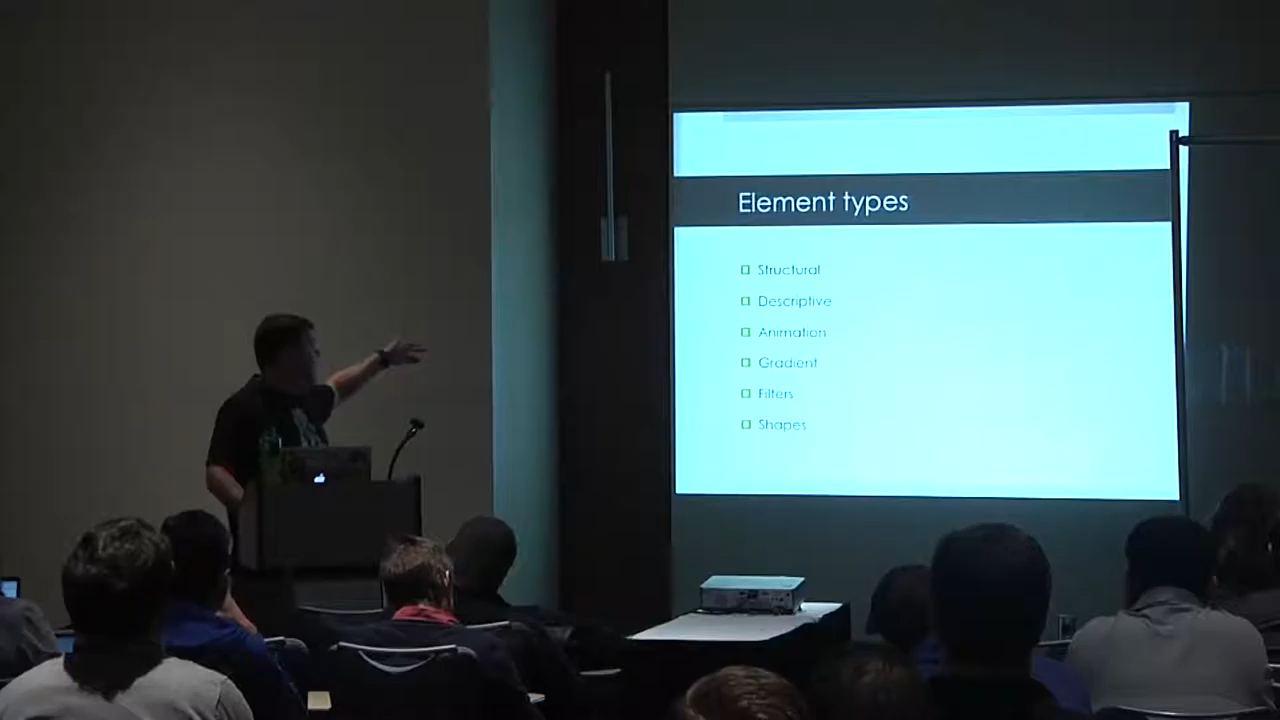 Element types
Structural
Descriptive
Animation
Gradient
Filters
Shapes